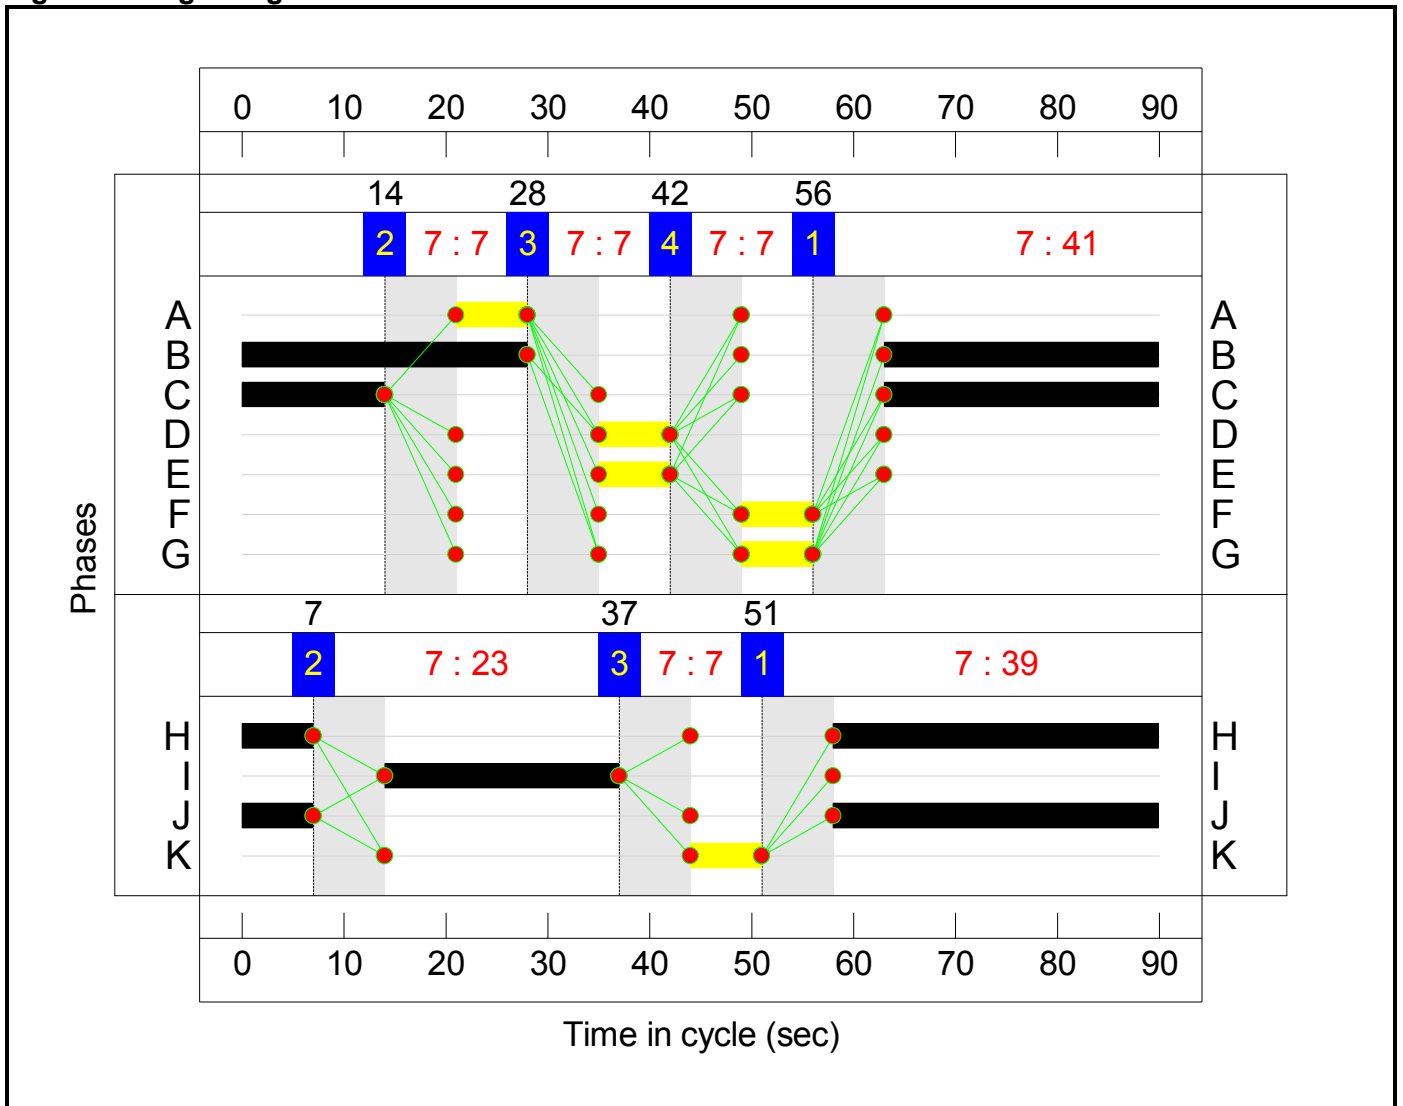 0 10 20 30 40 50 60 70 80 90
14 28 42 56
2 7 : 7 3 7 : 7 4 7 : 7 1 7 : 41
A A
B B
C C
D D
E E
F F
G G
Phases
7 37 51
2 7 : 23 3 7 : 7 1 7 : 39
H H
I I
J J
K K
0 10 20 30 40 50 60 70 80 90
Time in cycle (sec)